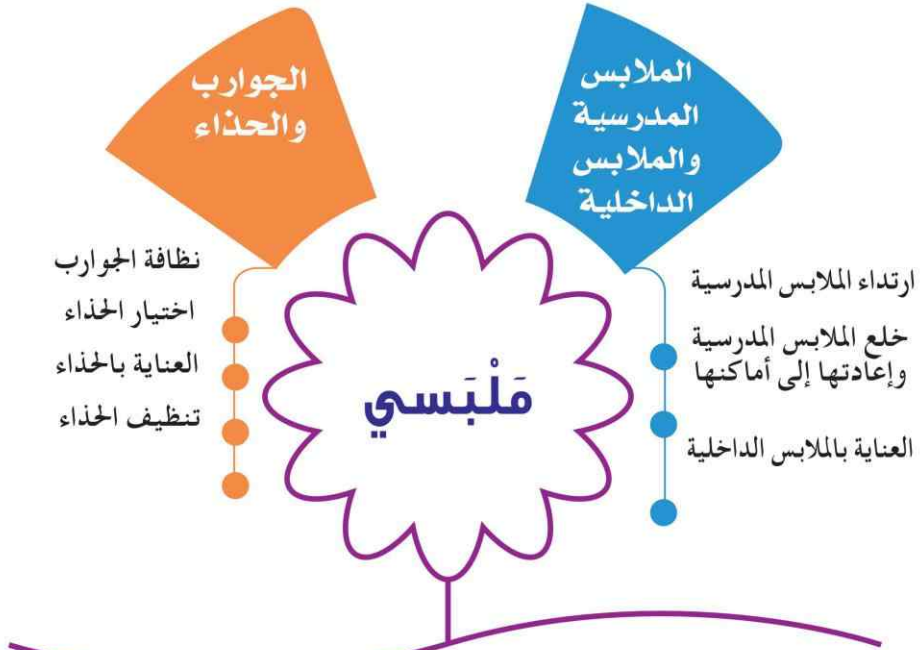 الملابس
المدرسية
والملابس
الداخلية
ارتداء الملابس المدرسية
خلع الملابس المدرسية
وإعادتها إلى أماكنها
العناية بالملابس الداخلية
مَلْبَسي
الجوارب
والحذاء
نظافة الجوارب
اختيار الحذاء
العناية بالحذاء
تنظيف الحذاء